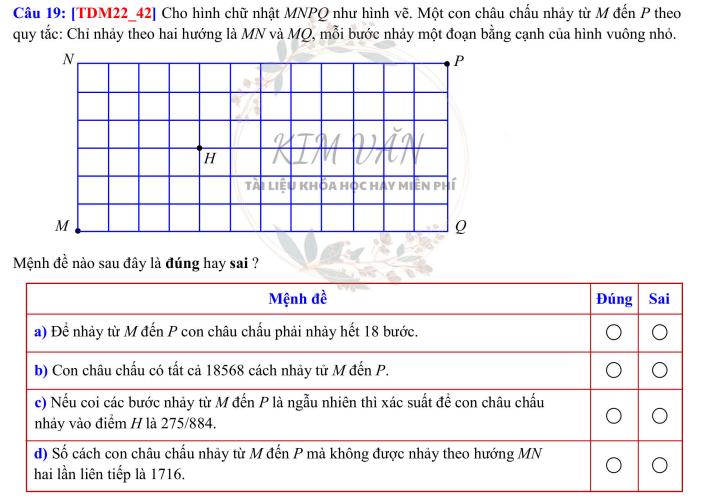 Câu 19: [TDM22_42] Cho hình chữ nhật MNPQ như hình vẽ. Một con châu chấu nhảy từ M đến P theo
quy tắc: Chỉ nhảy theo hai hướng là MN và MQ, mỗi bước nhảy một đoạn bằng cạnh của hình vuông nhỏ.
N
P
H
KIM VĂN
TÀI LIỆU KHÓA HỌC HAY MIỄN PHÍ
M
Q
Mệnh đề nào sau đây là đúng hay sai ?
Mệnh đề Đúng Sai
a) Để nhảy từ M đến P con châu chấu phải nhảy hết 18 bước.
b) Con châu chấu có tất cả 18568 cách nhảy từ M đến P.
c) Nếu coi các bước nhảy từ M đến P là ngẫu nhiên thì xác suất để con châu chấu
nhảy vào điểm H là 275/884.
d) Số cách con châu chấu nhảy từ M đến P mà không được nhảy theo hướng MN
hai lần liên tiếp là 1716.